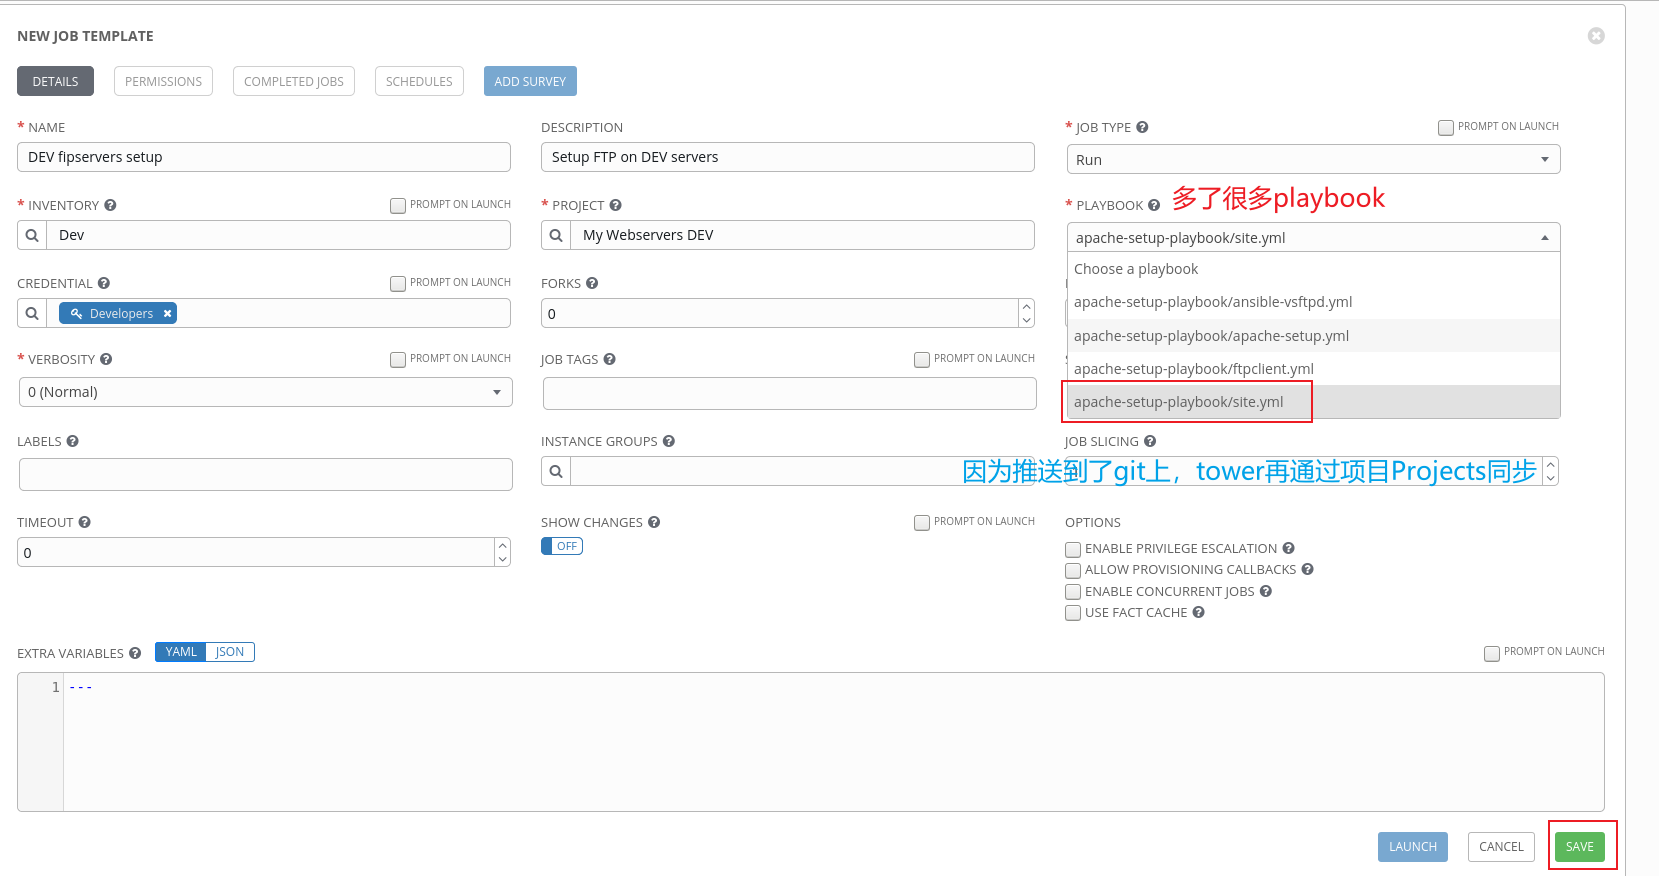 NEW JOB TEMPLATE
DETAILS PERMISSIONS COMPLETED JOBS SCHEDULES ADD SURVEY
* NAME
DEV fipservers setup
DESCRIPTION
Setup FTP on DEV servers
* JOB TYPE PROMPT ON LAUNCH
Run
* INVENTORY PROMPT ON LAUNCH
Dev
* PROJECT
My Webservers DEV
* PLAYBOOK 多了很多playbook
apache-setup-playbook/site.yml
Choose a playbook
apache-setup-playbook/ansible-vsftpd.yml
apache-setup-playbook/apache-setup.yml
apache-setup-playbook/ftpclient.yml
apache-setup-playbook/site.yml
CREDENTIAL PROMPT ON LAUNCH
Developers
FORKS
0
* VERBOSITY PROMPT ON LAUNCH
0 (Normal)
JOB TAGS PROMPT ON LAUNCH
LABELS
INSTANCE GROUPS
JOB SLICING
因为推送到了git上，tower再通过项目Projects同步
TIMEOUT
0
SHOW CHANGES PROMPT ON LAUNCH
OFF
OPTIONS
ENABLE PRIVILEGE ESCALATION
ALLOW PROVISIONING CALLBACKS
ENABLE CONCURRENT JOBS
USE FACT CACHE
EXTRA VARIABLES YAML JSON PROMPT ON LAUNCH
1 ---
LAUNCH CANCEL SAVE